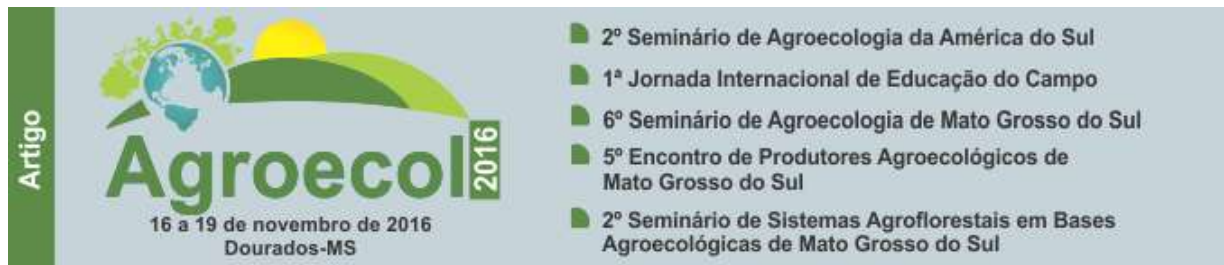 Artigo
Agroecol
2016
16 a 19 de novembro de 2016
Dourados-MS
2º Seminário de Agroecologia da América do Sul
1ª Jornada Internacional de Educação do Campo
6º Seminário de Agroecologia de Mato Grosso do Sul
5º Encontro de Produtores Agroecológicos de
Mato Grosso do Sul
2º Seminário de Sistemas Agroflorestais em Bases
Agroecológicas de Mato Grosso do Sul